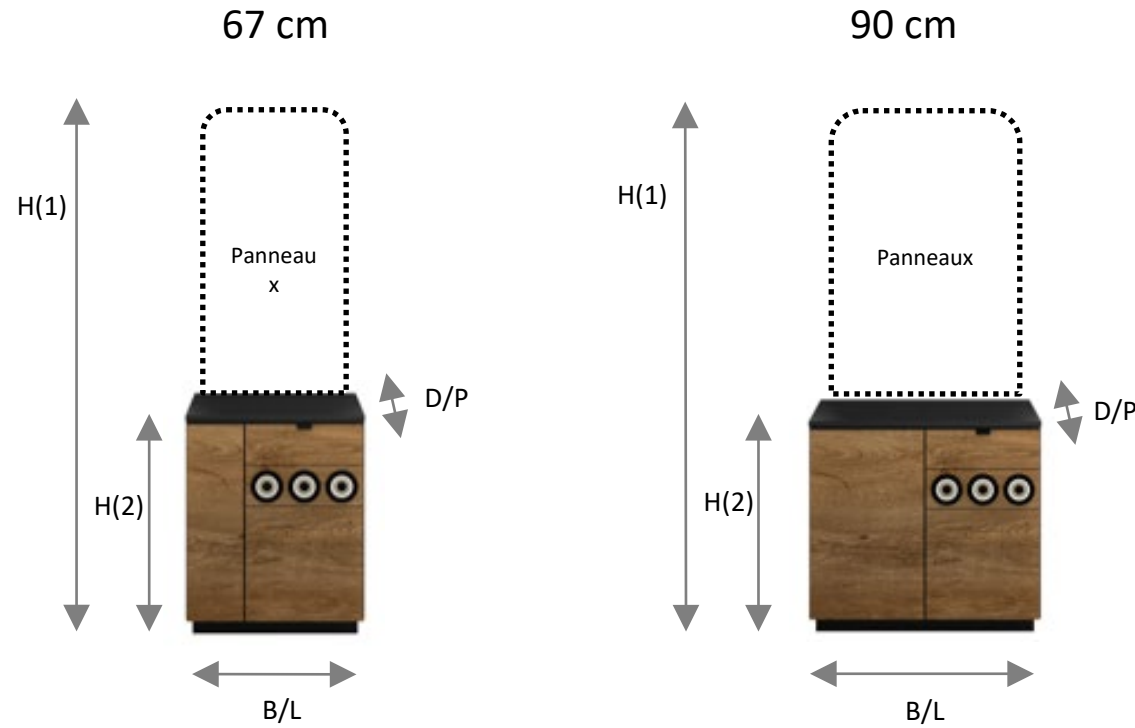 67 cm
90 cm
H(1)
Panneau
x
D/P
H(2)
B/L
H(1)
Panneaux
D/P
H(2)
B/L